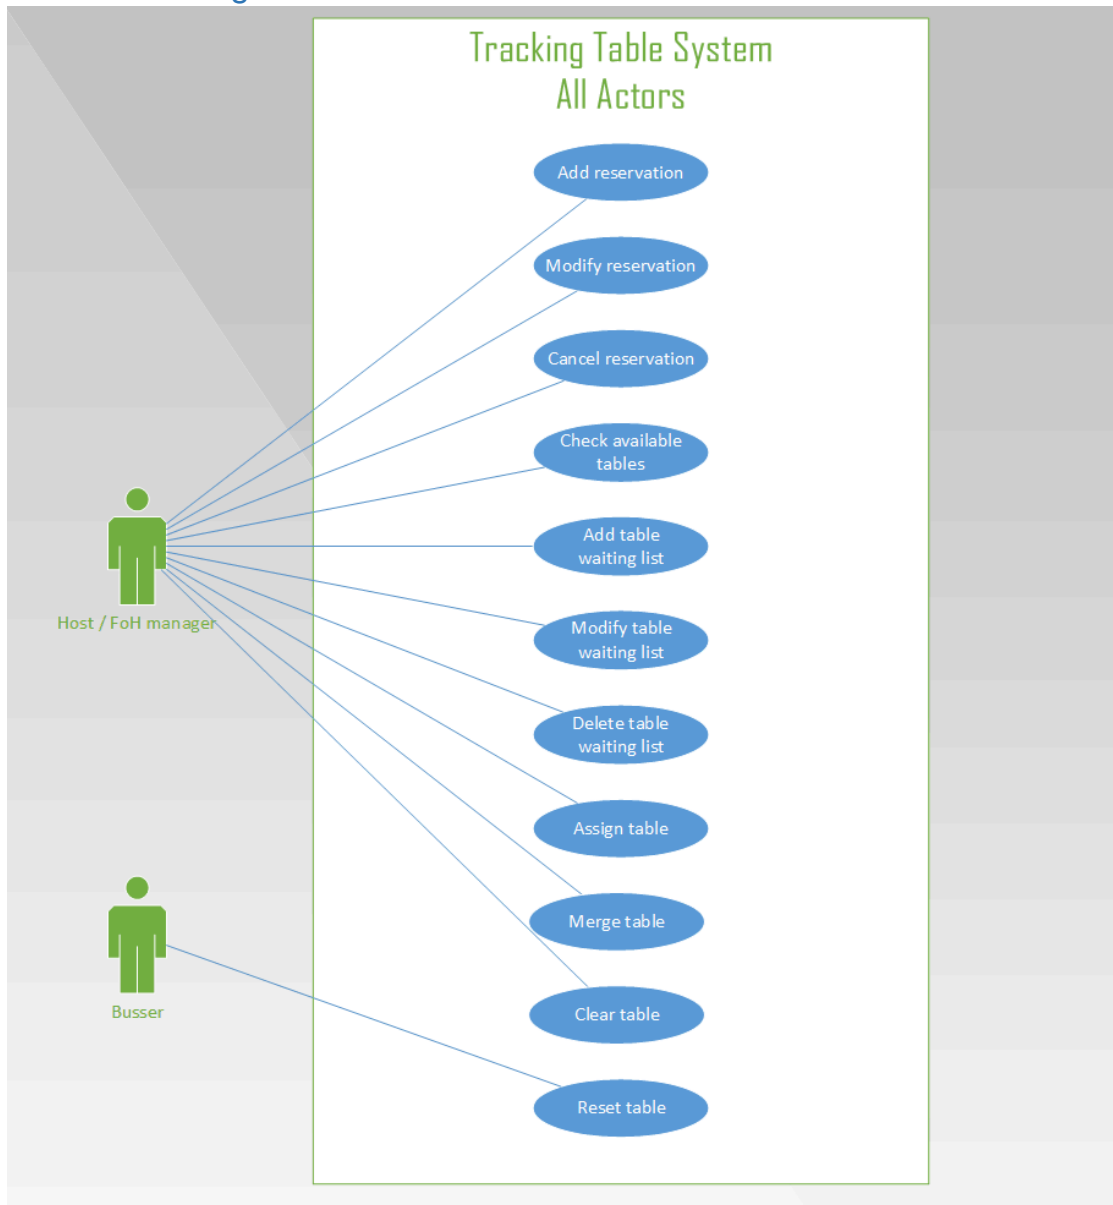 Tracking Table System
All Actors
Add reservation
Modify reservation
Cancel reservation
Check available
tables
Add table
waiting list
Modify table
waiting list
Delete table
waiting list
Assign table
Merge table
Clear table
Reset table
Host / FoH manager
Busser